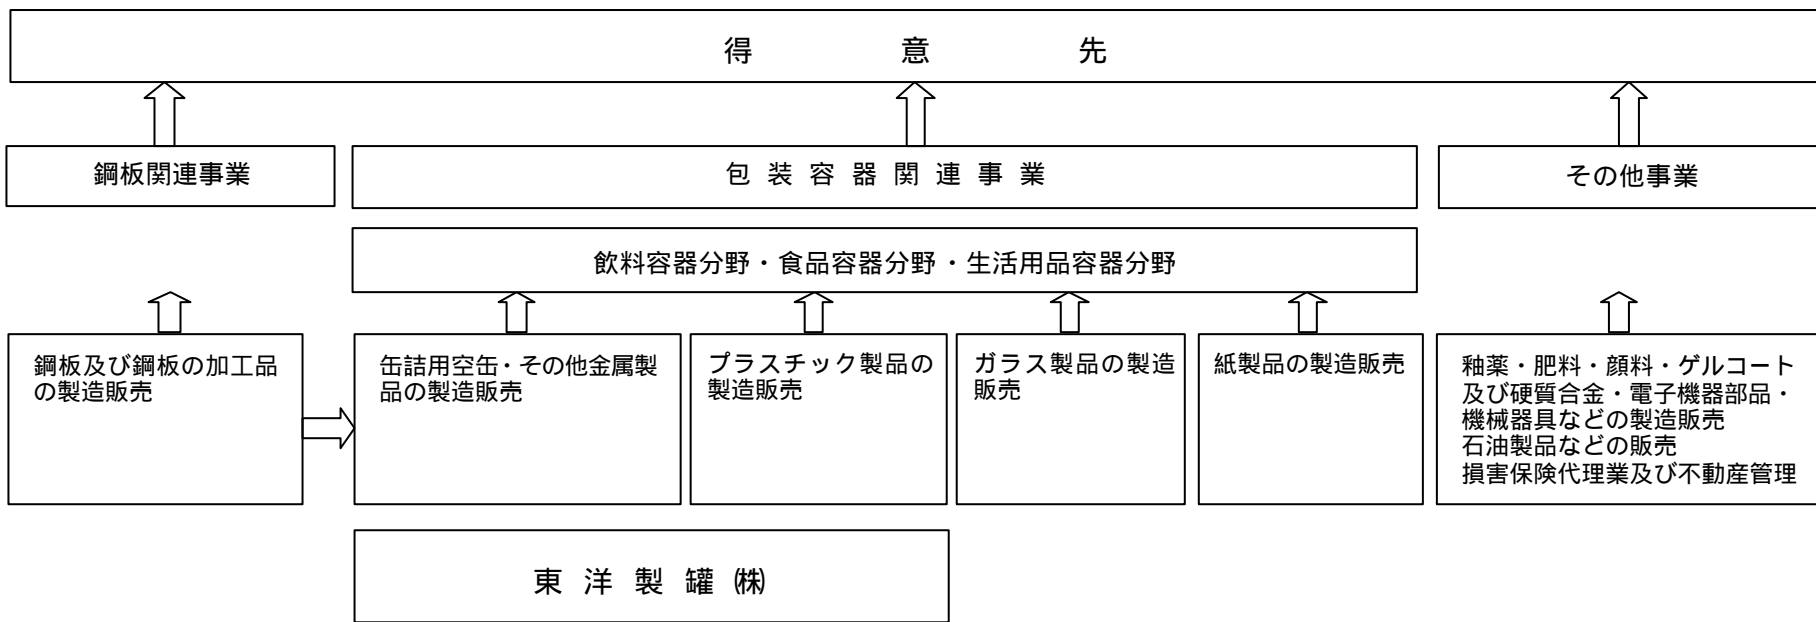 得意先
鋼板関連事業
包装容器関連事業
その他事業
飲料容器分野・食品容器分野・生活用品容器分野
鋼板及び鋼板の加工品
の製造販売
缶詰用空缶・その他金属製
品の製造販売
プラスチック製品の
製造販売
ガラス製品の製造
販売
紙製品の製造販売
釉薬・肥料・顔料・ゲルコート
及び硬質合金・電子機器部品・
機械器具などの製造販売
石油製品などの販売
損害保険代理業及び不動産管理
東洋製罐㈱